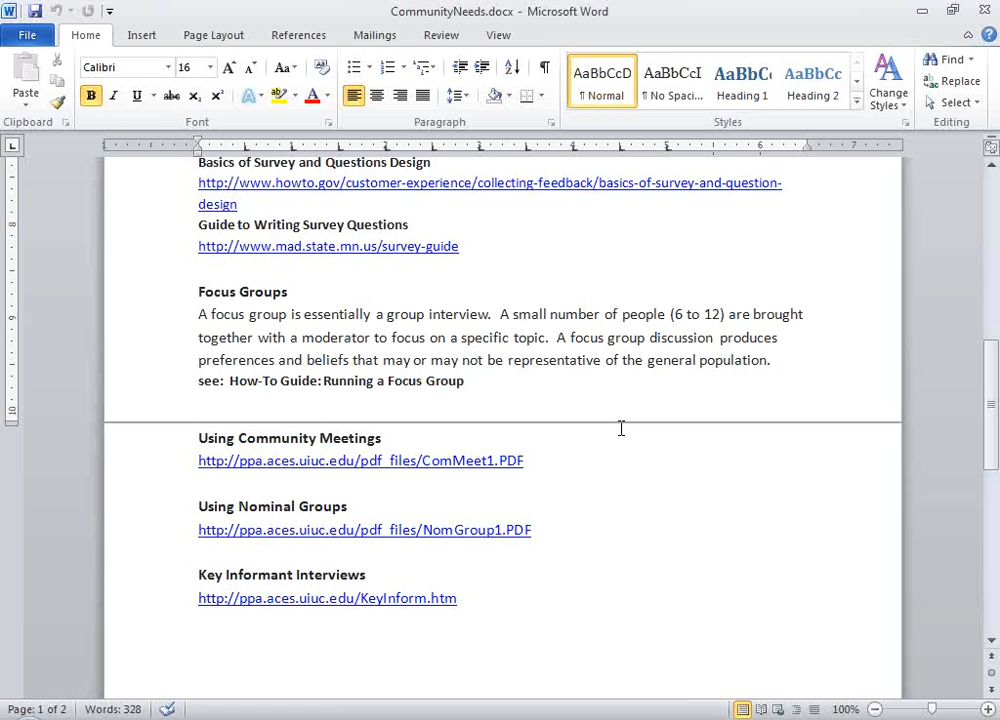 CommunityNeeds.docx - Microsoft Word
File Home Insert Page Layout References Mailings Review View
Calibri 16 Aa AaBbCcD AaBbCcI AaBbC AaBbCc Find
Paste B I U abc x₂ x² A Normal No Spaci... Heading 1 Heading 2 Change Styles Replace Select
Clipboard Font Paragraph Styles Editing
Basics of Survey and Questions Design
http://www.howto.gov/customer-experience/collecting-feedback/basics-of-survey-and-question-
design
Guide to Writing Survey Questions
http://www.mad.state.mn.us/survey-guide
Focus Groups
A focus group is essentially a group interview. A small number of people (6 to 12) are brought
together with a moderator to focus on a specific topic. A focus group discussion produces
preferences and beliefs that may or may not be representative of the general population.
see: How-To Guide: Running a Focus Group
Using Community Meetings
http://ppa.aces.uiuc.edu/pdf_files/ComMeet1.PDF
Using Nominal Groups
http://ppa.aces.uiuc.edu/pdf_files/NomGroup1.PDF
Key Informant Interviews
http://ppa.aces.uiuc.edu/KeyInform.htm
Page: 1 of 2 Words: 328 100%